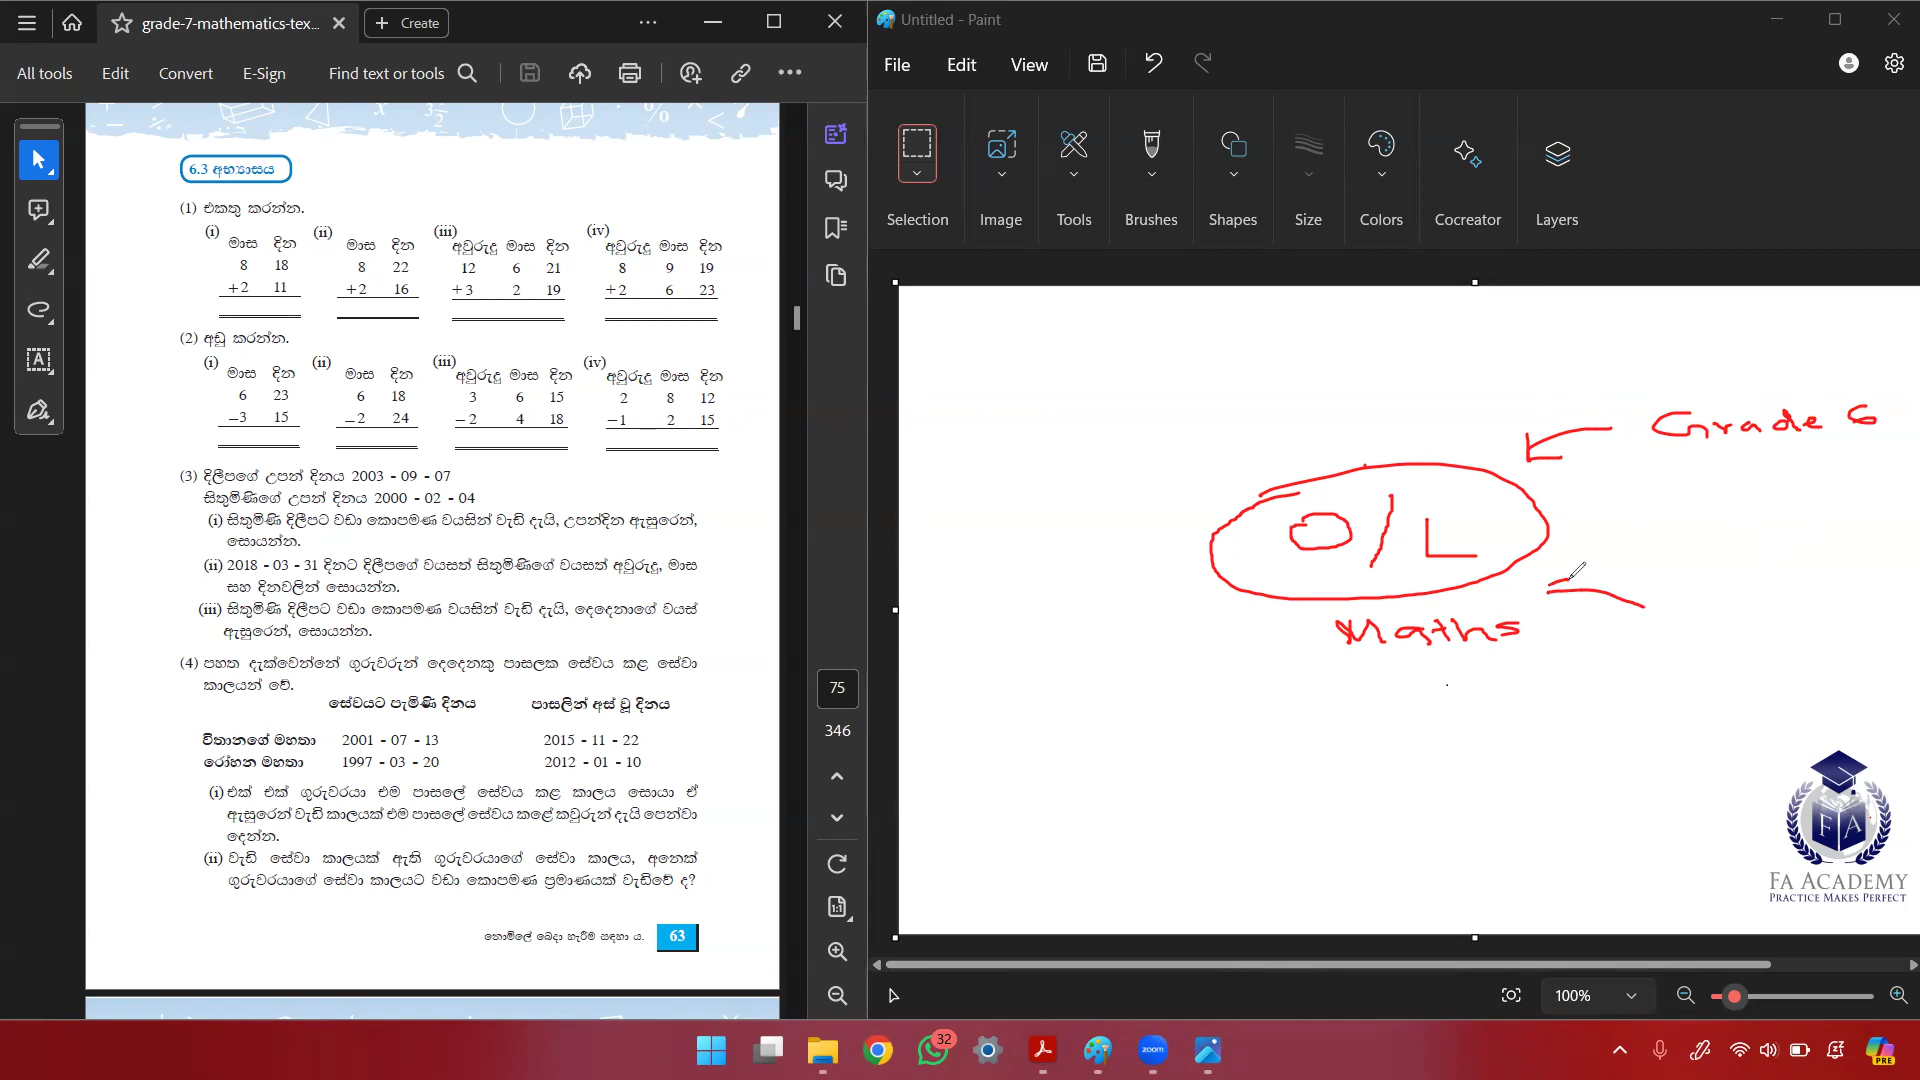 grade-7-mathematics-tex...
Create
All tools Edit Convert E-Sign Find text or tools
6.3 අභ්‍යාසය
(1) එකතු කරන්න.
(i) (ii) (iii) (iv)
මාස දින මාස දින අවුරුදු මාස දින අවුරුදු මාස දින
8 18 8 22 12 6 21 8 9 19
+2 11 +2 16 +3 2 19 +2 6 23
(2) අඩු කරන්න.
(i) (ii) (iii) (iv)
මාස දින මාස දින අවුරුදු මාස දින අවුරුදු මාස දින
6 23 6 18 3 6 15 2 8 12
−3 15 −2 24 −2 4 18 −1 2 15
(3) දිලීපගේ උපන් දිනය 2003 - 09 - 07
සිතුමිණිගේ උපන් දිනය 2000 - 02 - 04
(i) සිතුමිණි දිලීපට වඩා කොපමණ වයසින් වැඩි දැයි, උපන්දින ඇසුරෙන්,
සොයන්න.
(ii) 2018 - 03 - 31 දිනට දිලීපගේ වයසත් සිතුමිණිගේ වයසත් අවුරුදු, මාස
සහ දිනවලින් සොයන්න.
(iii) සිතුමිණි දිලීපට වඩා කොපමණ වයසින් වැඩි දැයි, දෙදෙනාගේ වයස්
ඇසුරෙන්, සොයන්න.
(4) පහත දැක්වෙන්නේ ගුරුවරුන් දෙදෙනකු පාසලක සේවය කළ සේවා
කාලයන් වේ.
සේවයට පැමිණි දිනය පාසලින් අස් වූ දිනය
විතානගේ මහතා 2001 - 07 - 13 2015 - 11 - 22
රෝහන මහතා 1997 - 03 - 20 2012 - 01 - 10
(i) එක් එක් ගුරුවරයා එම පාසලේ සේවය කළ කාලය සොයා ඒ
ඇසුරෙන් වැඩි කාලයක් එම පාසලේ සේවය කළේ කවුරුන් දැයි පෙන්වා
දෙන්න.
(ii) වැඩි සේවා කාලයක් ඇති ගුරුවරයාගේ සේවා කාලය, අනෙක්
ගුරුවරයාගේ සේවා කාලයට වඩා කොපමණ ප්‍රමාණයක් වැඩිවේ ද?
නොමිලේ බෙදා හැරීම සඳහා ය. 63
75
346
1:1
Untitled - Paint
File Edit View
Selection Image Tools Brushes Shapes Size Colors Cocreator Layers
Grade 6
O/L
Maths
F A
FA ACADEMY
PRACTICE MAKES PERFECT
100%
32
zoom
PRE